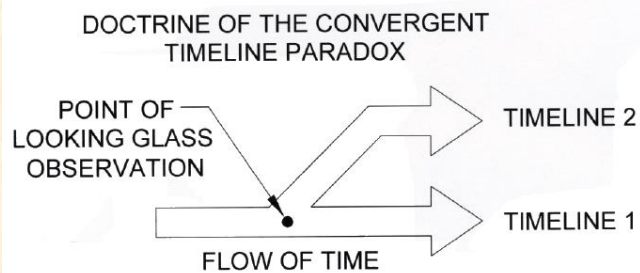 DOCTRINE OF THE CONVERGENT
TIMELINE PARADOX
POINT OF
LOOKING GLASS
OBSERVATION
TIMELINE 2
TIMELINE 1
FLOW OF TIME